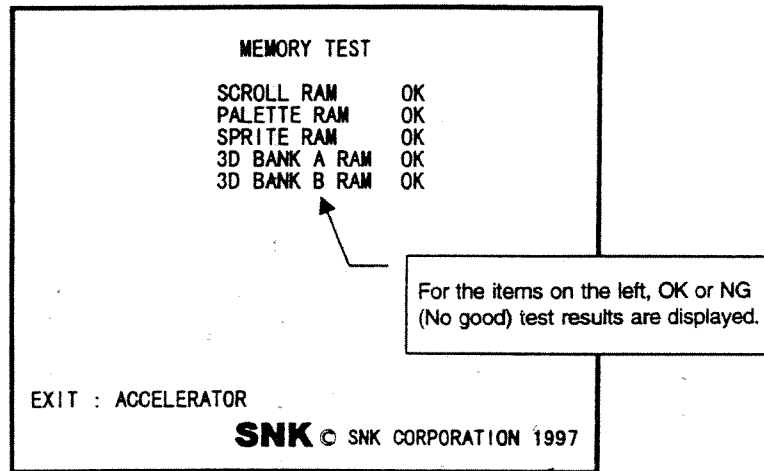 MEMORY TEST
SCROLL RAM OK
PALETTE RAM OK
SPRITE RAM OK
3D BANK A RAM OK
3D BANK B RAM OK
For the items on the left, OK or NG
(No good) test results are displayed.
EXIT : ACCELERATOR
SNK © SNK CORPORATION 1997